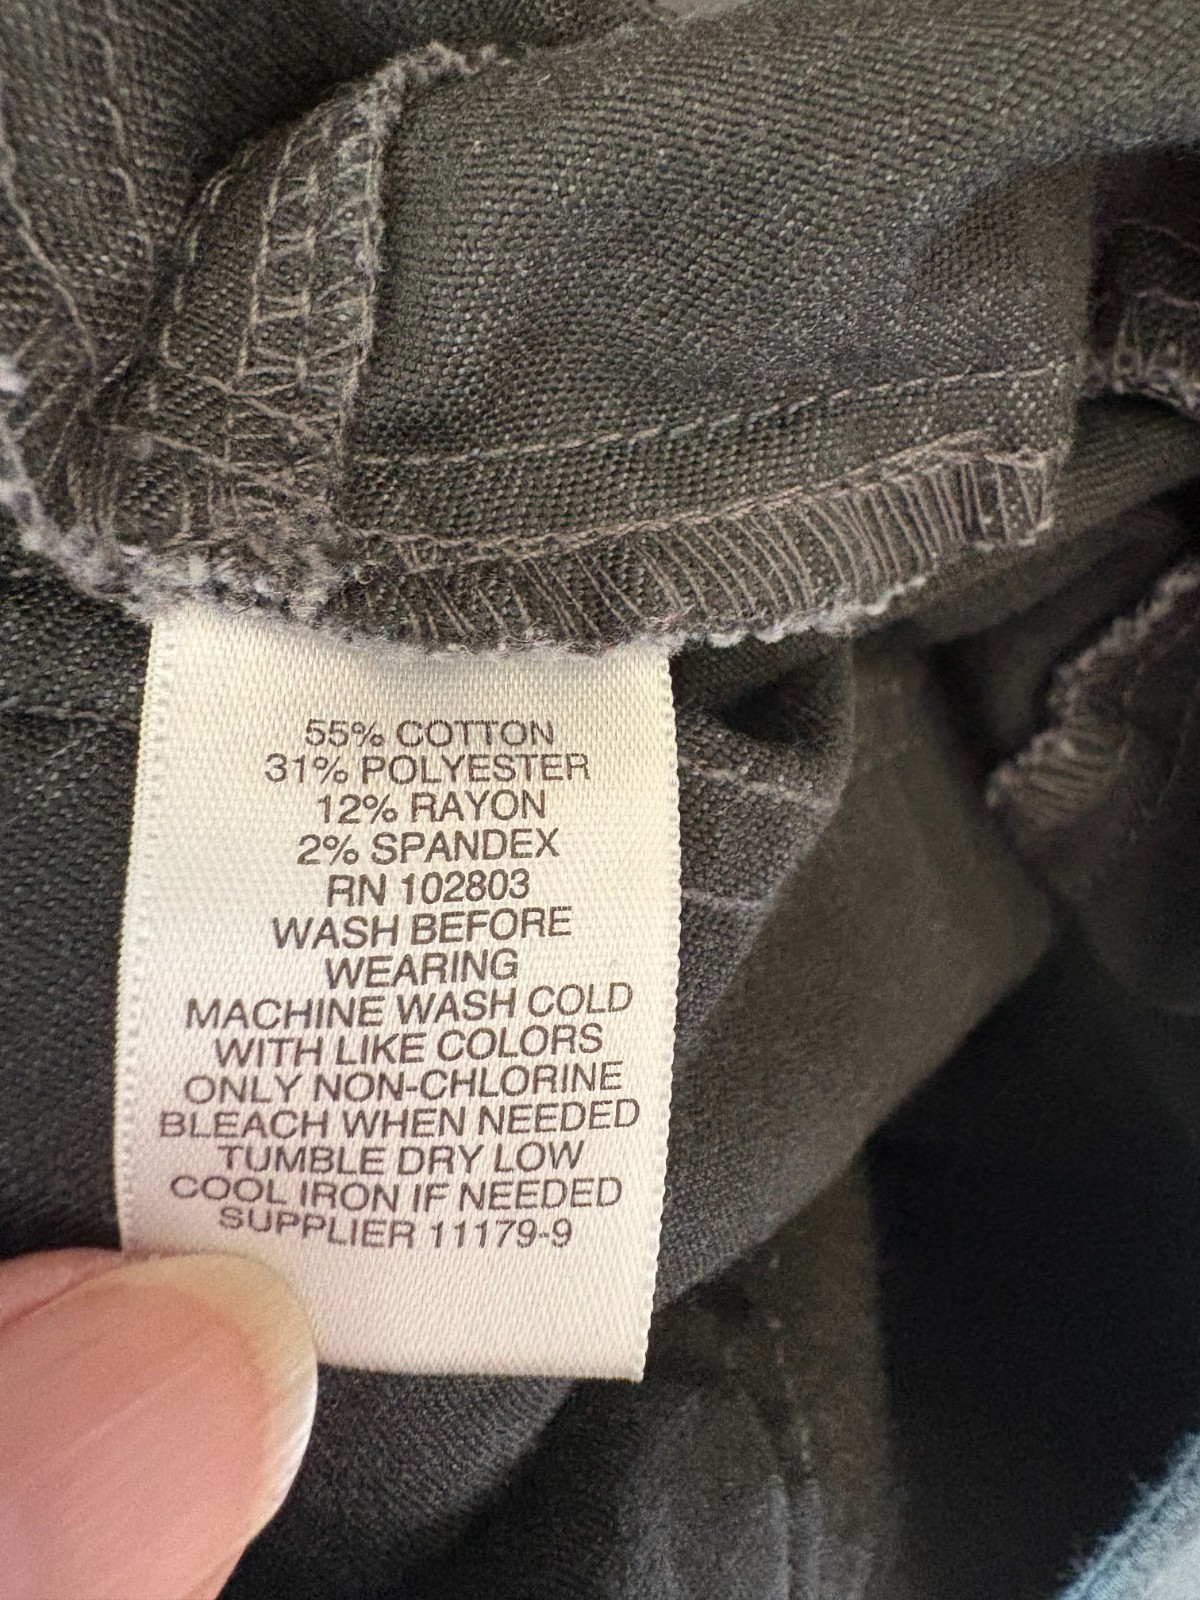 55% COTTON
31% POLYESTER
12% RAYON
2% SPANDEX
RN 102803
WASH BEFORE
WEARING
MACHINE WASH COLD
WITH LIKE COLORS
ONLY NON-CHLORINE
BLEACH WHEN NEEDED
TUMBLE DRY LOW
COOL IRON IF NEEDED
SUPPLIER 11179-9